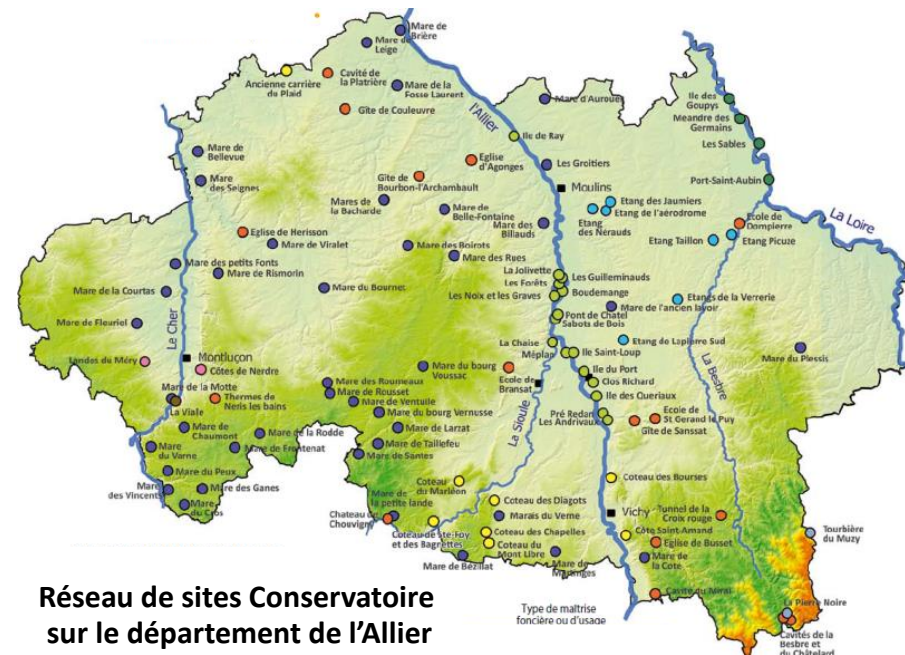 Mare de
Brière
Mare de
Leige
Ancienne carrière
de Plaid
Cavité de
la Platrière
Mare de la
Fosse Laurent
Gîte de Couleuvre
l'Allier
Mare d'Aurouer
Ile des
Goupys
Meandre des
Germains
Les Sables
Port-Saint-Aubin
La Loire
Ile de Ray
Mare de
Bellevue
Mare
des Seignes
Eglise
d'Agonges
Gîte de
Bourbon-l'Archambault
Les Groitiers
Moulins
Mares de
la Bacharde
Mare de
Belle-Fontaine
Mare des
Billauds
Etang des Jaumiers
Etang de l'aérodrome
Etang
des Nérauds
Ecole de
Dompierre
Etang Taillon
Etang Picuze
Eglise de Herisson
Mare de Viralet
Mare des Boirots
Mare des Rues
Mare des petits Fonts
Mare de Rismorin
La Jolivette
Les Guilleminauds
Les Forêts
Boudemange
Les Noix et les Graves
Mare de la Courtas
Mare du Bournet
Mare de l'ancien lavoir
Etangs de la Verrerie
Mare de Fleuriel
Le Cher
Pont de Chatel
Sabots de Bois
La Chaise
Méplan
Etang de Lapierre Sud
La Besbre
Mare du Plessis
Landes de Méry
Montluçon
Côtes de Nerdre
Ile Saint-Loup
Mare du bourg
Voussac
Ecole de
Bransat
Ile du Port
Clos Richard
Mare de la Motte
La Viale
Thermes de
Neris les bains
Mare des Roumeaux
Mare de Rousset
Mare de Ventuile
Ile des Queriaux
Mare du bourg Vernusse
La Sioule
Pré Redan
Les Andrivaux
Ecole de
St Gerand le Puy
Gîte de Sanssat
Mare de
Chaumont
Mare de la Rodde
Mare de Larzat
Mare
du Varne
Mare de Frontenat
Mare de Taillefeu
Mare de Santes
Mare du Peux
Mare
des Vincents
Mare des Ganes
Mare
du Cros
Coteau
du Marléon
Coteau des Bourses
Mare de
la petite lande
Coteau des Diagots
Marais du Verne
Vichy
Tunnel de la
Croix rouge
Chateau de
Chouvigny
Coteau de Ste-Foy
et des Bagnettes
Coteau des Chapelles
Coteau du
Mont Libre
Côte Saint-Amand
Eglise de Busset
Tourbière
du Muzy
Mare de Bézillat
Mare de
Martinges
Mare de
la Cote
Cavité du Miral
La Pierre Noire
Cavités de la
Besbre et
du Châtelard
Réseau de sites Conservatoire
sur le département de l'Allier
Type de maîtrise
foncière ou d'usage